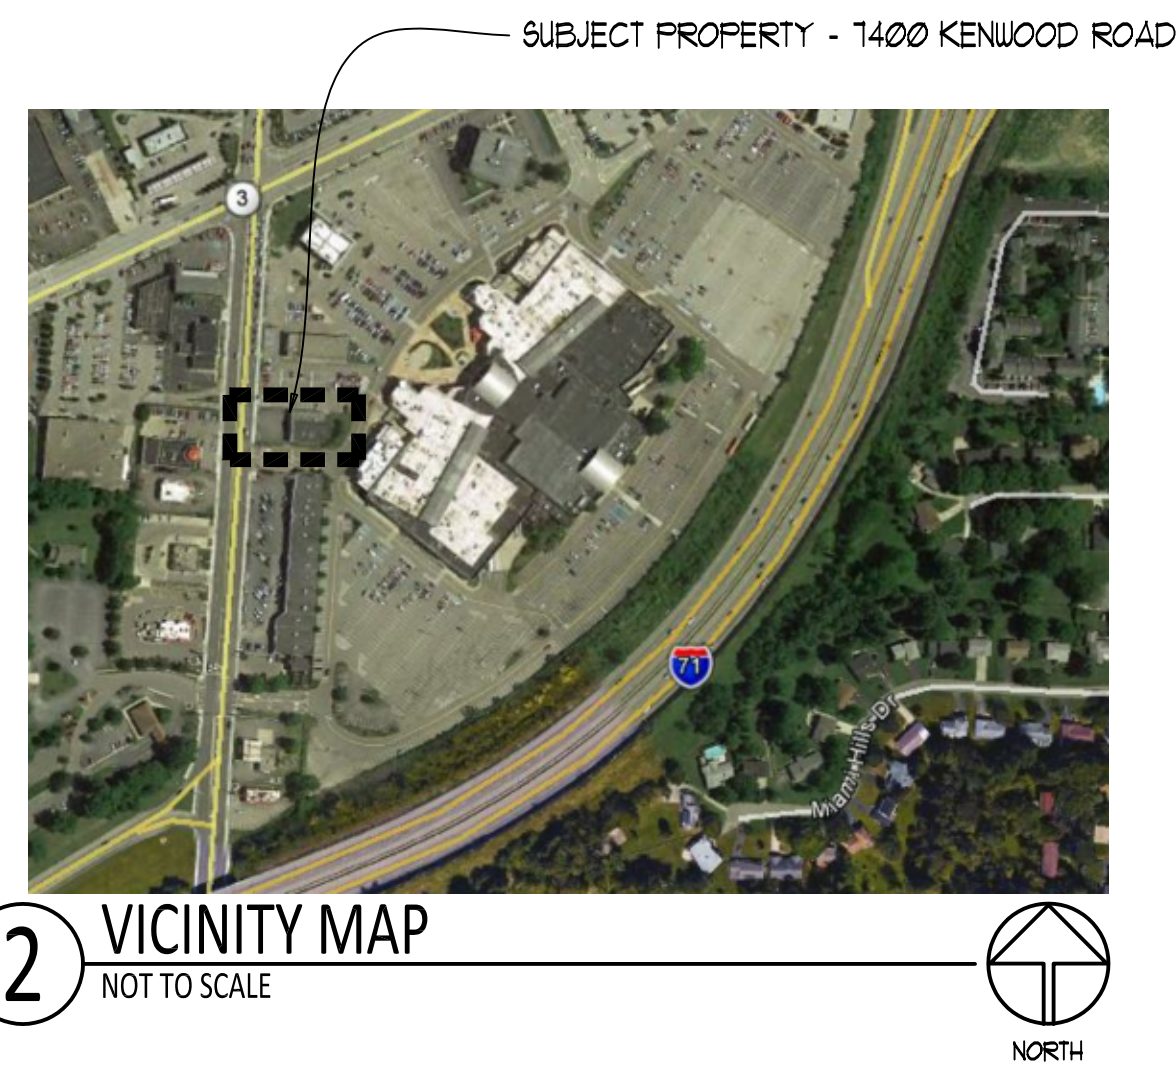 SUBJECT PROPERTY - 7400 KENWOOD ROAD
3
71
Miami Hills Dr
2
VICINITY MAP
NOT TO SCALE
NORTH